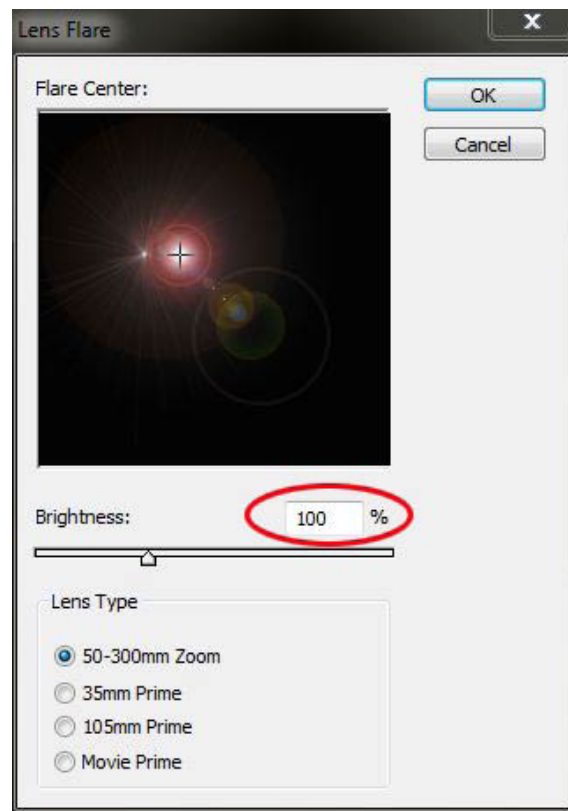 Lens Flare
X
Flare Center:
OK
Cancel
Brightness:
100 %
Lens Type
50-300mm Zoom
35mm Prime
105mm Prime
Movie Prime